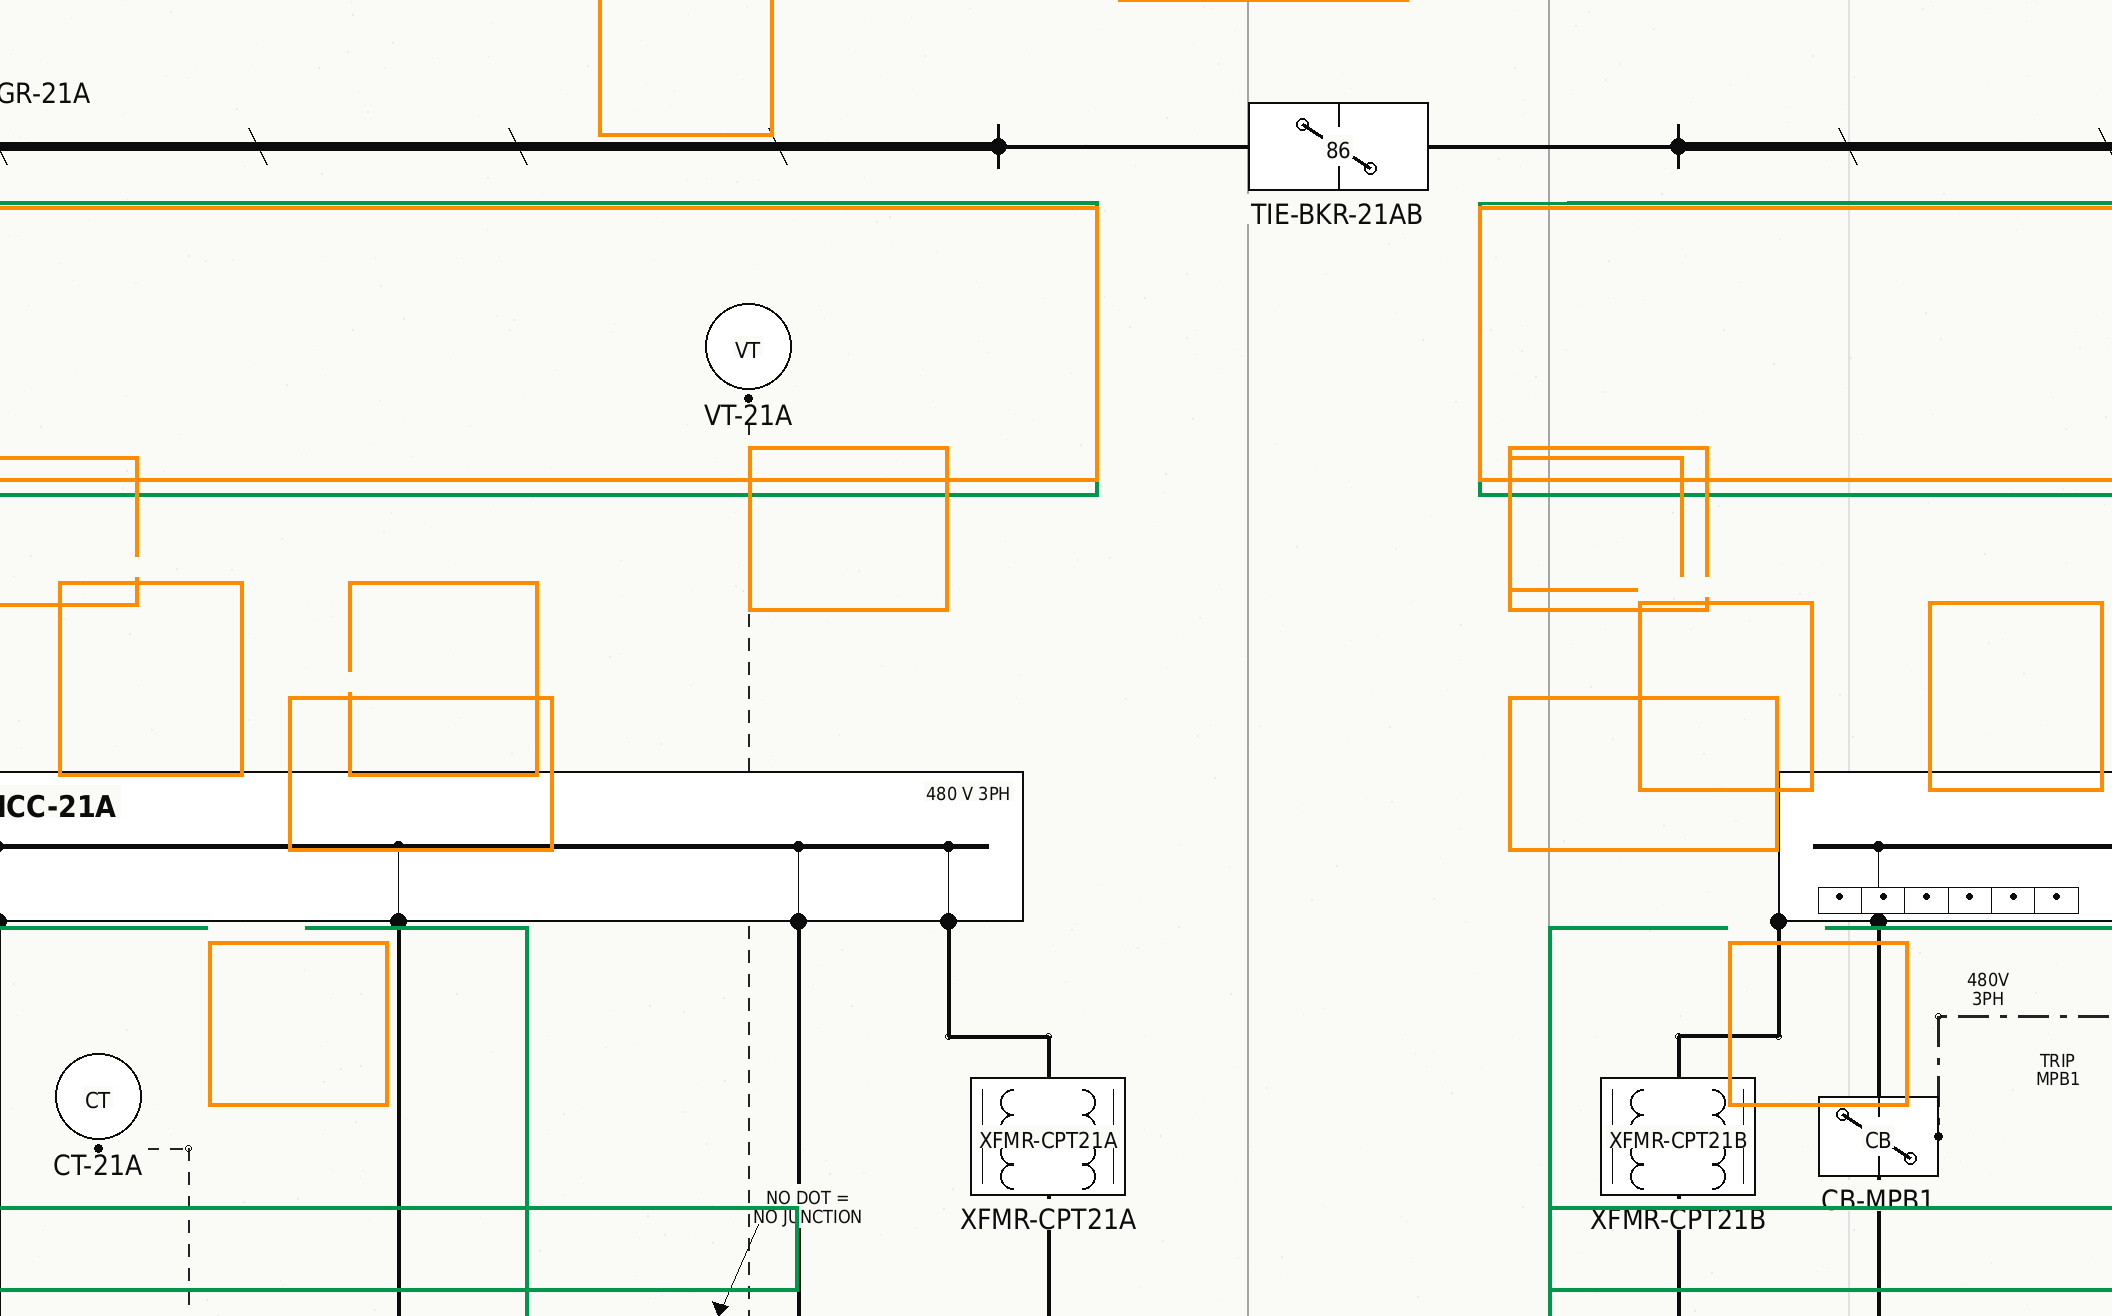 GR-21A
86
TIE-BKR-21AB
VT
VT-21A
480 V 3PH
CC-21A
480V
3PH
TRIP
MPB1
CT
CT-21A
XFMR-CPT21A
XFMR-CPT21B
CB
NO DOT =
NO JUNCTION
XFMR-CPT21A
XFMR-CPT21B
CB-MPB1